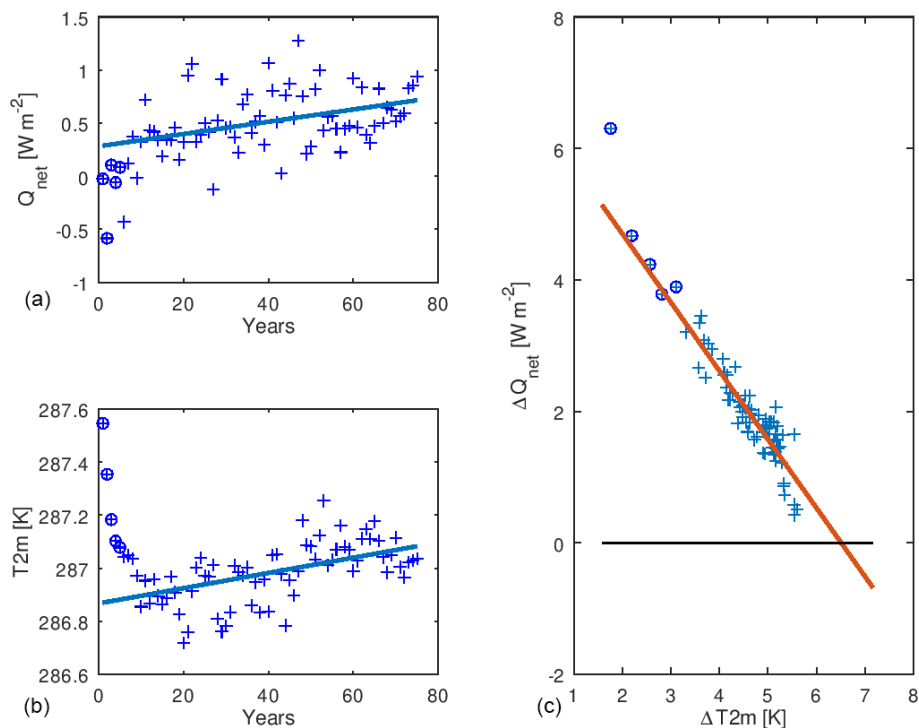 1.5
1
0.5
0
-0.5
-1
Q_net [W m⁻²]
0 20 40 60 80
Years
(a)
287.6
287.4
287.2
287
286.8
286.6
T2m [K]
0 20 40 60 80
Years
(b)
8
6
4
2
0
-2
ΔQ_net [W m⁻²]
1 2 3 4 5 6 7 8
ΔT2m [K]
(c)